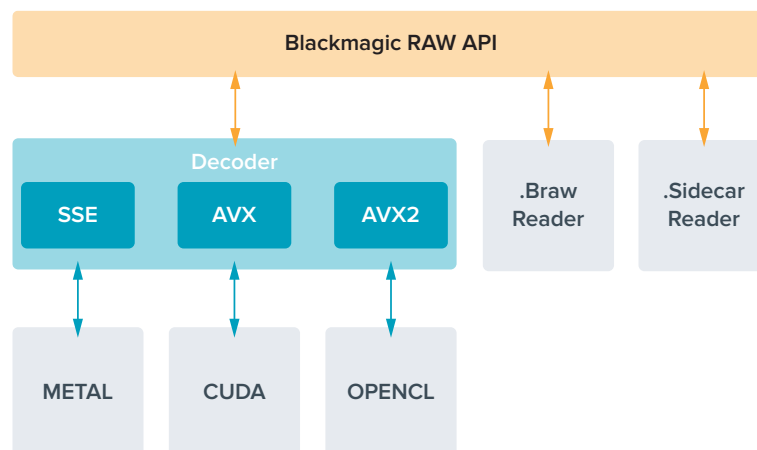 Blackmagic RAW API
Decoder
SSE
AVX
AVX2
.Braw
Reader
.Sidecar
Reader
METAL
CUDA
OPENCL